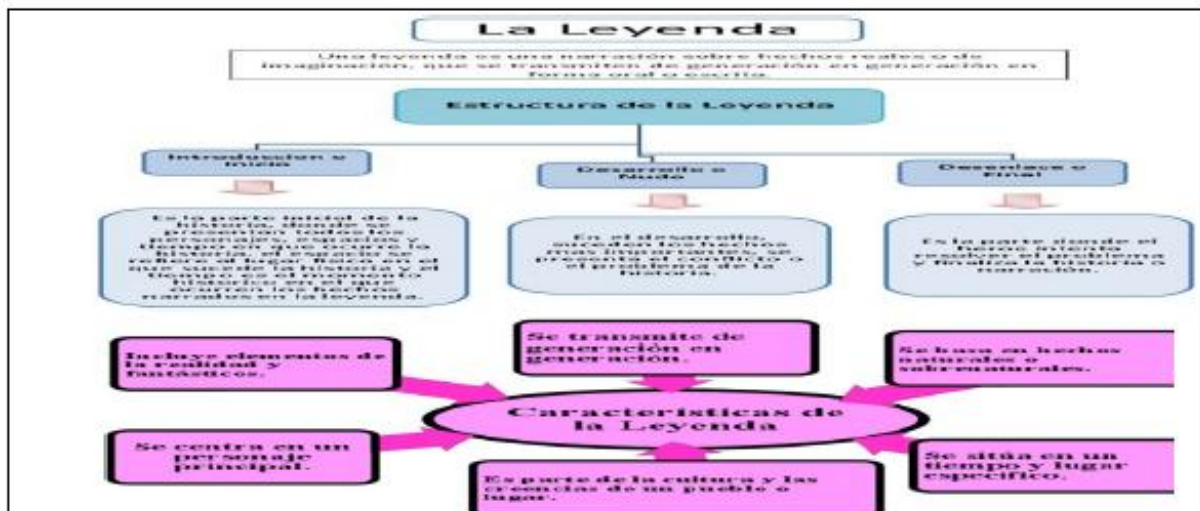 La Leyenda
Una leyenda es una narración sobre hechos reales o de
imaginación, que se transmiten de generación en generación en
forma oral o escrita.
Estructura de la Leyenda
Introduccion o
Inicio
Es la parte inicial de la
historia, donde se
presentan todos los
personajes, espacios y
tiempo en que ocurre la
historia, el espacio se
refiere al lugar físico en el
que sucede la historia y el
tiempo es el momento
histórico en el que
ocurren los hechos
narrados en la leyenda.
Desarrollo o
Nudo
En el desarrollo,
suceden los hechos
mas importantes, se
presenta el conflicto o
el problema de la
historia.
Desenlace o
Final
Es la parte donde el
heroe intenta
resolver el problema
y finaliza la historia o
narración.
Incluye elementos de
la realidad y
fantásticos.
Se transmite de
generación en
generación.
Se basa en hechos
naturales o
sobrenaturales.
Características de
la Leyenda
Se centra en un
personaje
principal.
Es parte de la cultura y las
creencias de un pueblo o
lugar.
Se sitúa en un
tiempo y lugar
específico.